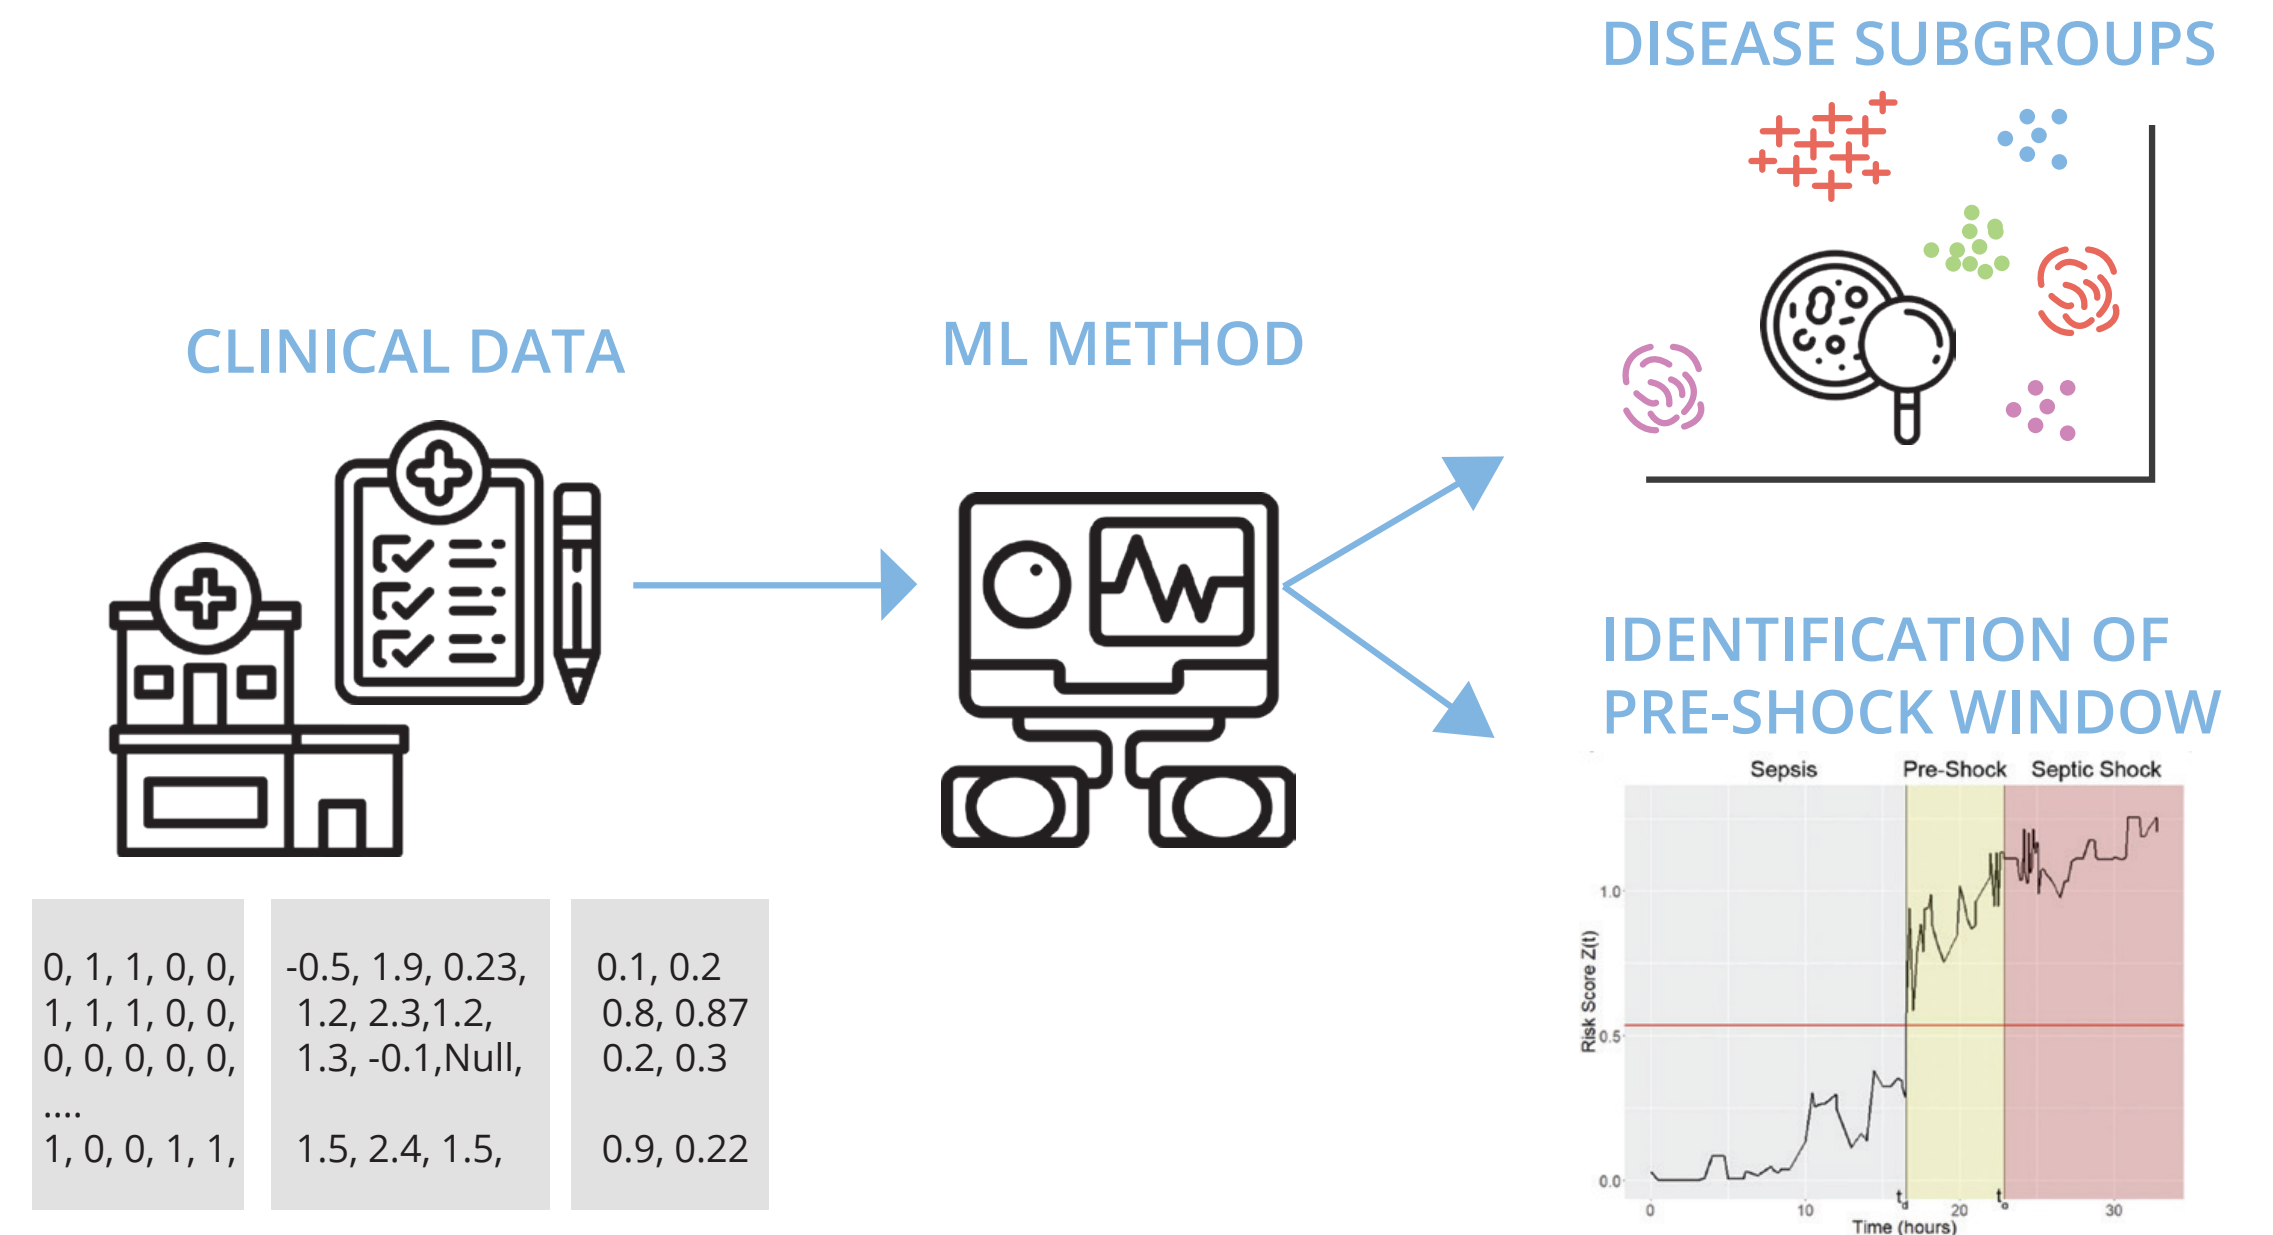 DISEASE SUBGROUPS
CLINICAL DATA
ML METHOD
IDENTIFICATION OF
PRE-SHOCK WINDOW
Sepsis
Pre-Shock
Septic Shock
1.0
0.5
0.0
Risk Score Z(t)
t_d
t_o
0
10
20
30
Time (hours)
0, 1, 1, 0, 0,
1, 1, 1, 0, 0,
0, 0, 0, 0, 0,
....
1, 0, 0, 1, 1,
-0.5, 1.9, 0.23,
1.2, 2.3,1.2,
1.3, -0.1,Null,
1.5, 2.4, 1.5,
0.1, 0.2
0.8, 0.87
0.2, 0.3
0.9, 0.22